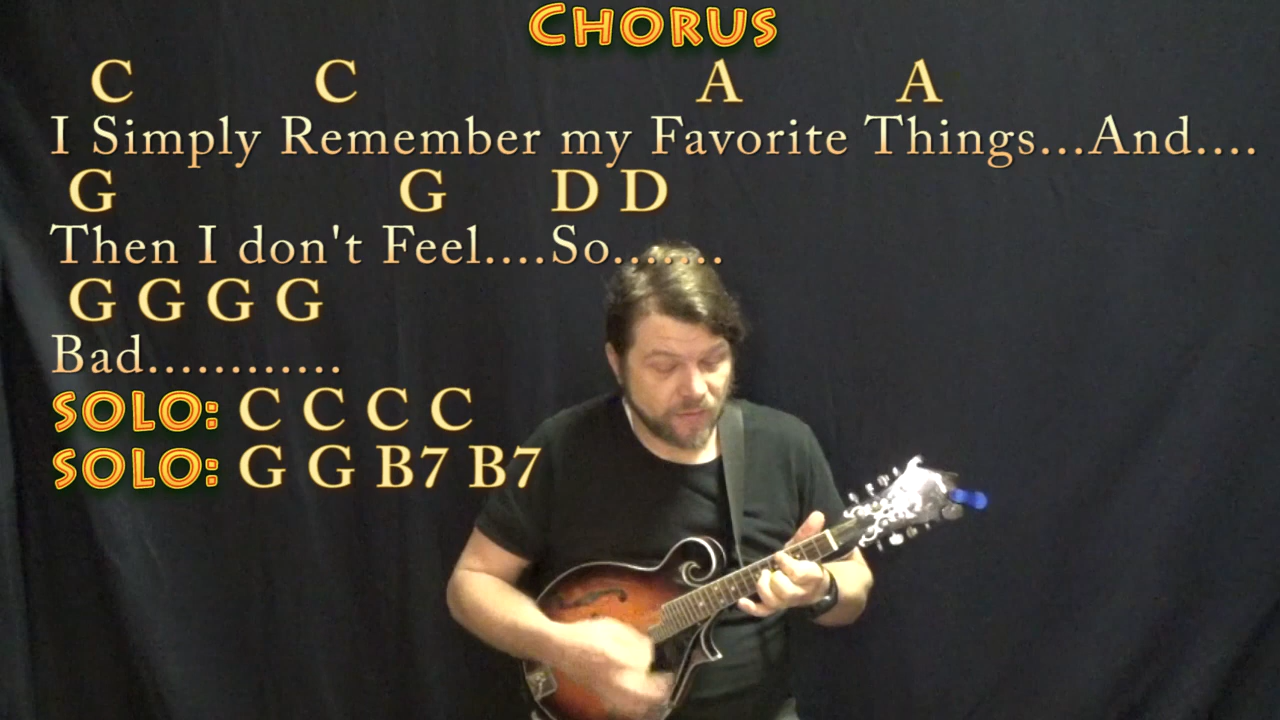 CHORUS
C C A A
I Simply Remember my Favorite Things...And....
G G D D
Then I don't Feel....So.......
G G G G
Bad............
SOLO: C C C C
SOLO: G G B7 B7